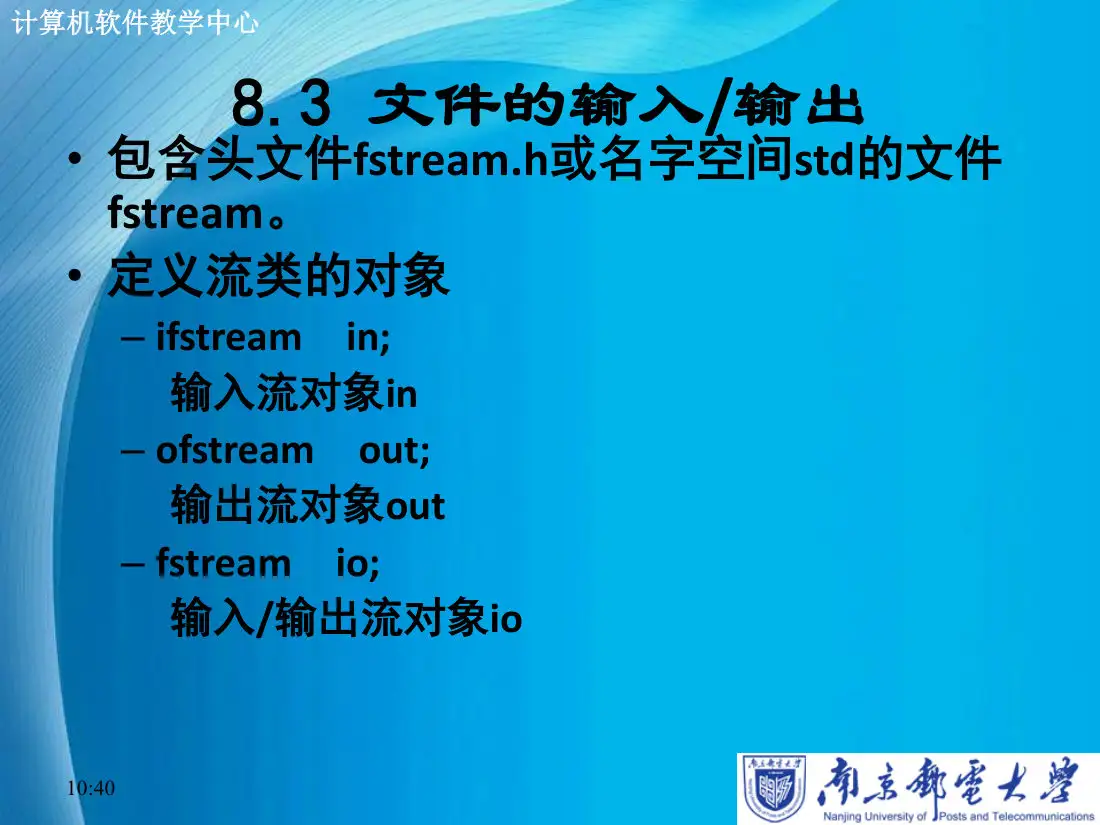 计算机软件教学中心
8.3 文件的输入/输出
• 包含头文件fstream.h或名字空间std的文件
fstream。
• 定义流类的对象
– ifstream in;
输入流对象in
– ofstream out;
输出流对象out
– fstream io;
输入/输出流对象io
10:40
南京郵電大學
Nanjing University of Posts and Telecommunications